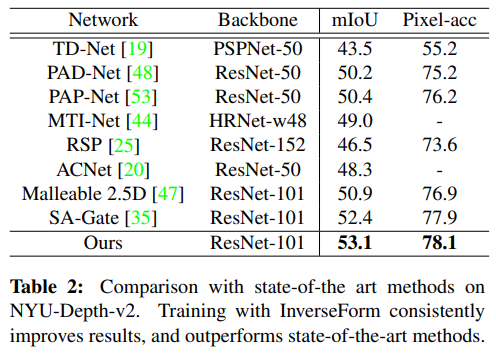 Network Backbone mIoU Pixel-acc
TD-Net [19] PSPNet-50 43.5 55.2
PAD-Net [48] ResNet-50 50.2 75.2
PAP-Net [53] ResNet-50 50.4 76.2
MTI-Net [44] HRNet-w48 49.0 -
RSP [25] ResNet-152 46.5 73.6
ACNet [20] ResNet-50 48.3 -
Malleable 2.5D [47] ResNet-101 50.9 76.9
SA-Gate [35] ResNet-101 52.4 77.9
Ours ResNet-101 53.1 78.1
Table 2: Comparison with state-of-the art methods on
NYU-Depth-v2. Training with InverseForm consistently
improves results, and outperforms state-of-the-art methods.